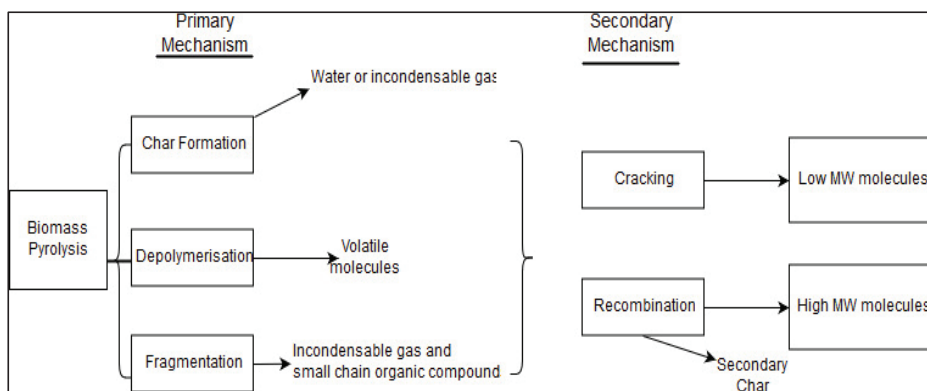 Primary
Mechanism
Secondary
Mechanism
Water or incondensable gas
Char Formation
Cracking
Low MW molecules
Biomass
Pyrolysis
Depolymerisation
Volatile
molecules
Recombination
High MW molecules
Fragmentation
Incondensable gas and
small chain organic compound
Secondary
Char